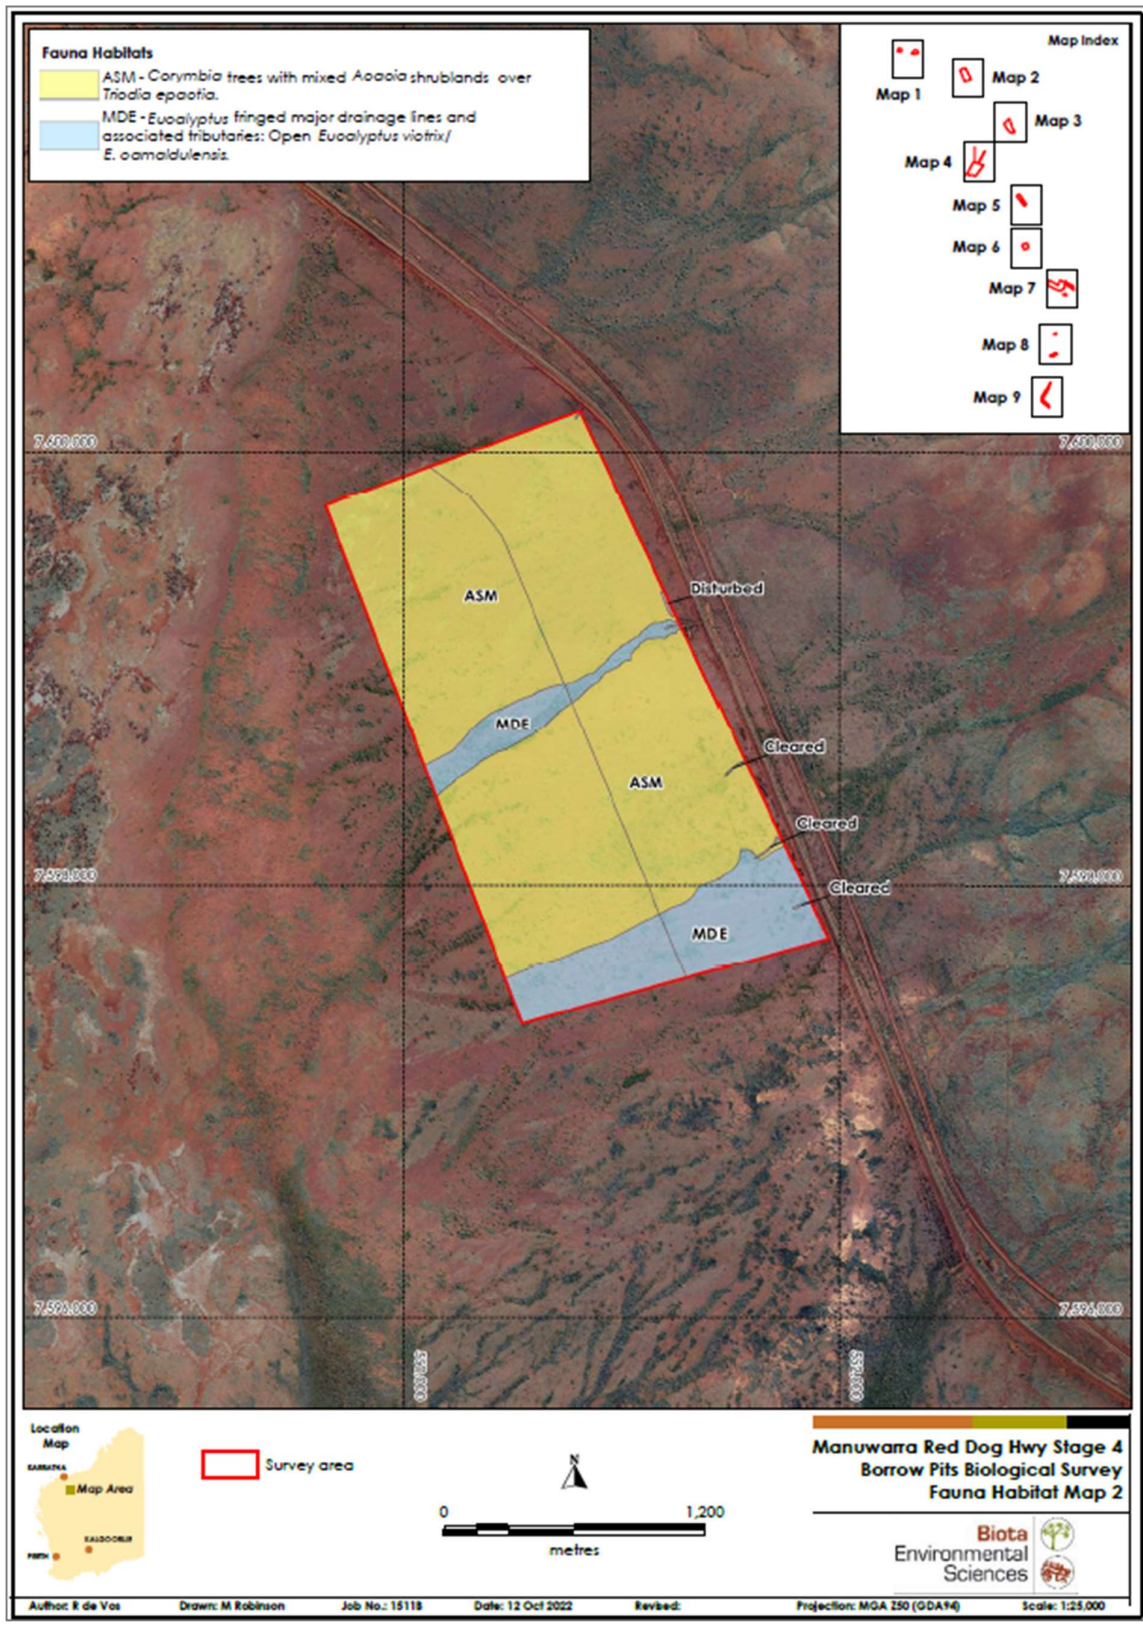 Fauna Habitats
ASM - Corymbia trees with mixed Acacia shrublands over
Triodia epactia.
MDE - Eucalyptus fringed major drainage lines and
associated tributaries: Open Eucalyptus victrix/
E. camaldulensis.
Map Index
Map 1
Map 2
Map 3
Map 4
Map 5
Map 6
Map 7
Map 8
Map 9
7,600,000
7,600,000
ASM
Disturbed
MDE
Cleared
ASM
Cleared
7,598,000
7,598,000
Cleared
MDE
7,596,000
7,596,000
550,000
552,000
Location
Map
KARRATHA
Map Area
KALGOORLIE
PERTH
Survey area
N
0 1,200
metres
Manuwarra Red Dog Hwy Stage 4
Borrow Pits Biological Survey
Fauna Habitat Map 2
Biota
Environmental
Sciences
Author: R de Vos Drawn: M Robinson Job No.: 15118 Date: 12 Oct 2022 Revised: Projection: MGA Z50 (GDA94) Scale: 1:25,000